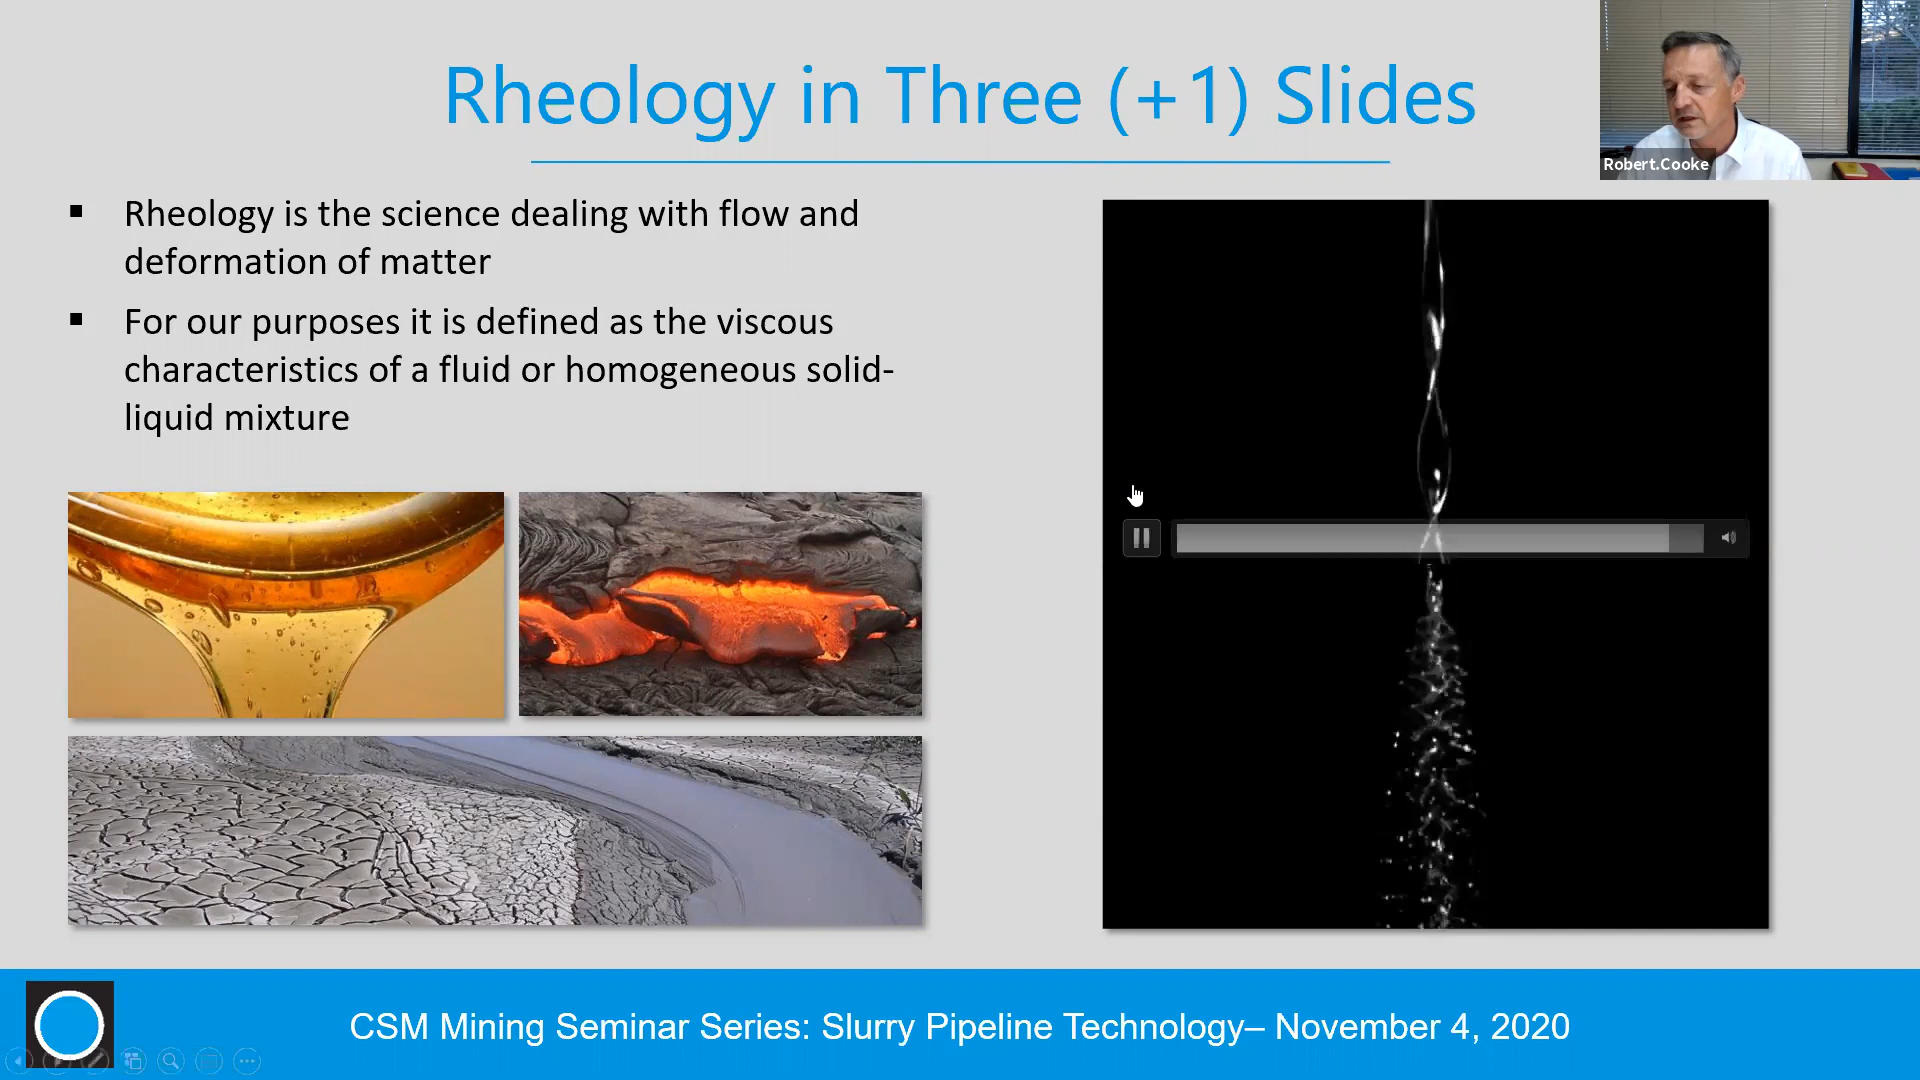 Rheology in Three (+1) Slides
Robert.Cooke
Rheology is the science dealing with flow and
deformation of matter
For our purposes it is defined as the viscous
characteristics of a fluid or homogeneous solid-
liquid mixture
CSM Mining Seminar Series: Slurry Pipeline Technology– November 4, 2020